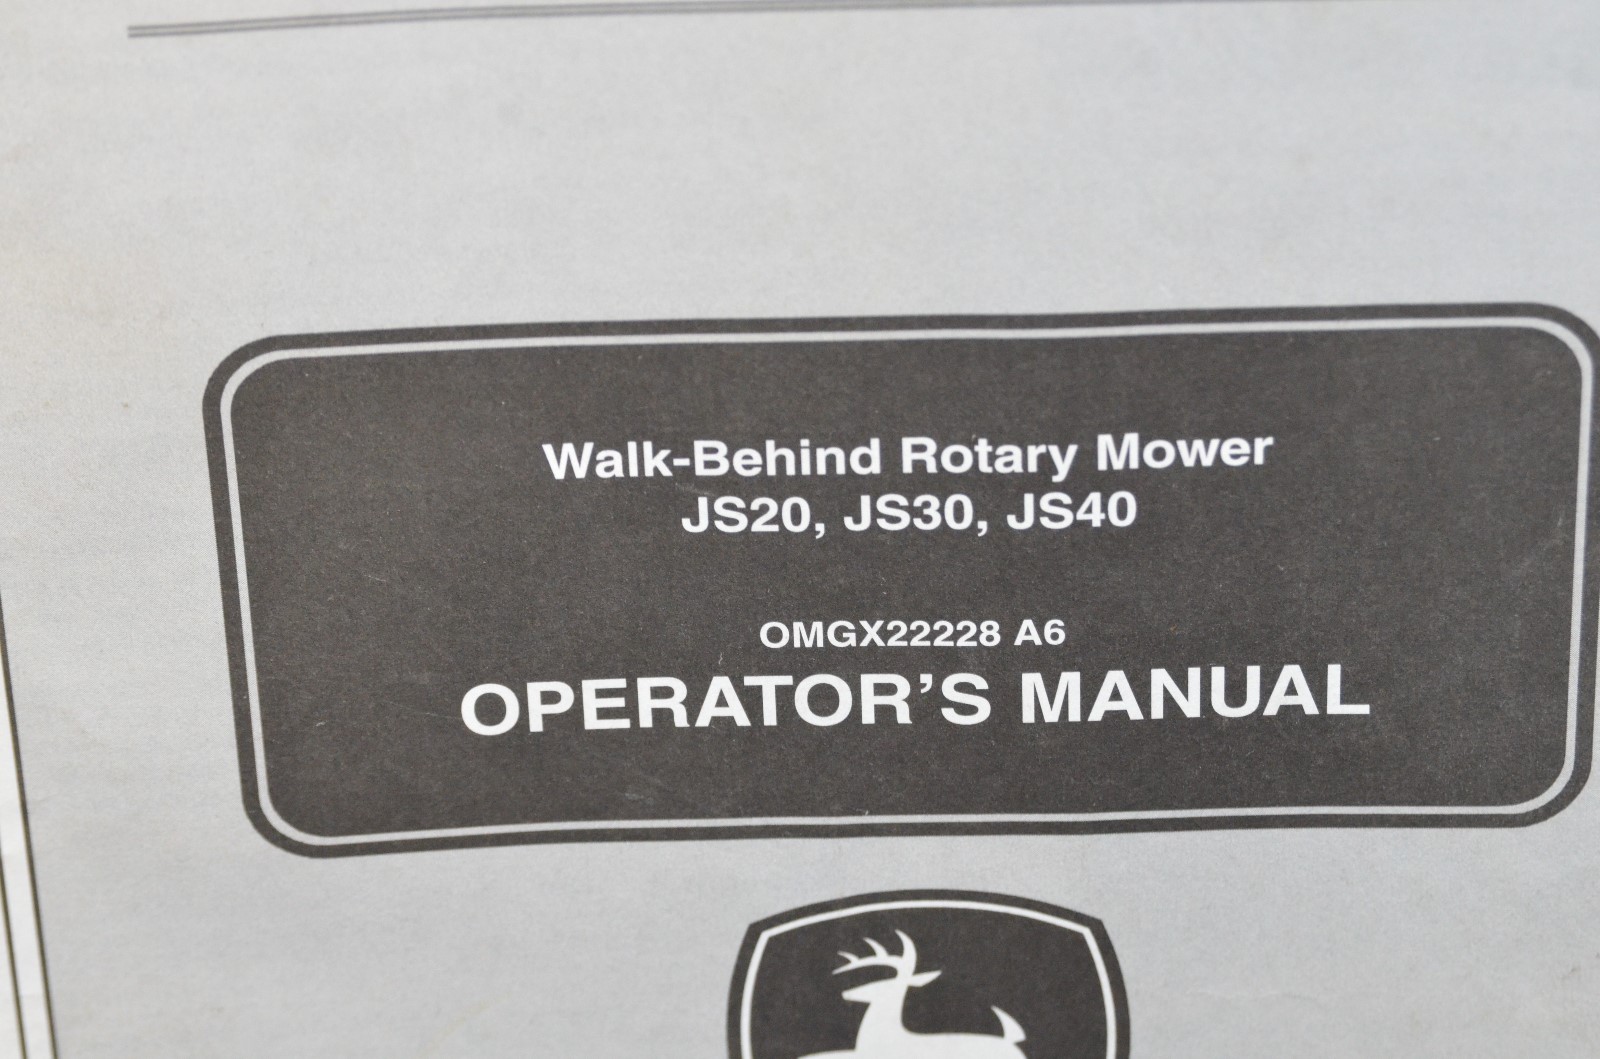 Walk-Behind Rotary Mower
JS20, JS30, JS40
OMGX22228 A6
OPERATOR’S MANUAL